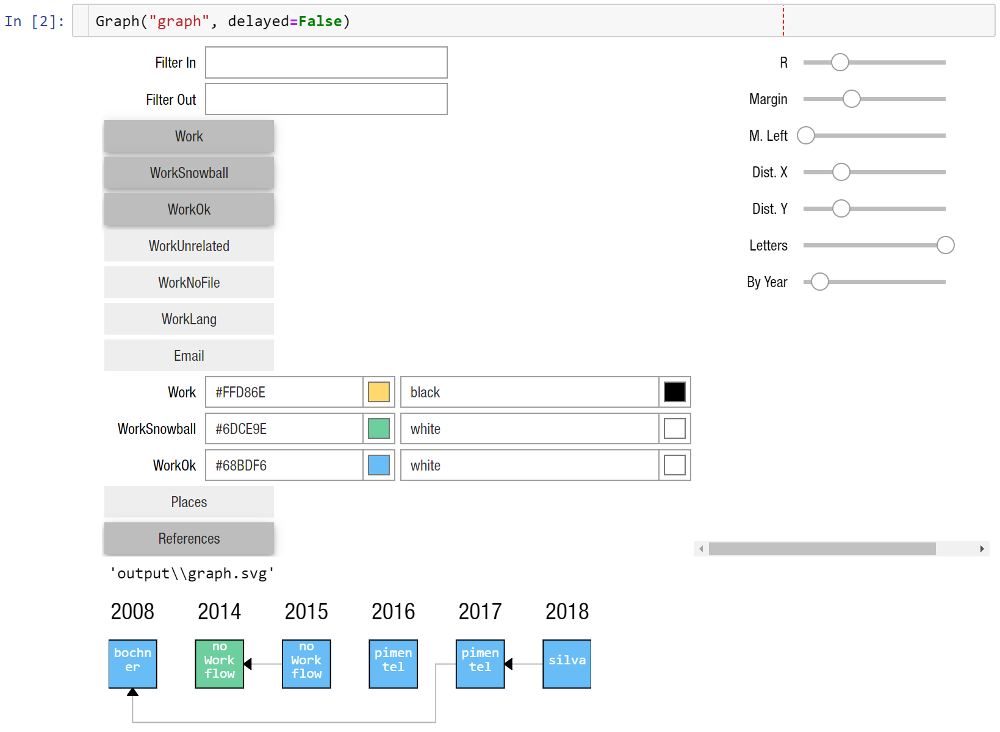 In [2]: Graph("graph", delayed=False)
Filter In
Filter Out
Work
WorkSnowball
WorkOk
WorkUnrelated
WorkNoFile
WorkLang
Email
Work #FFD86E black
WorkSnowball #6DCE9E white
WorkOk #68BDF6 white
Places
References
R
Margin
M. Left
Dist. X
Dist. Y
Letters
By Year
'output\\graph.svg'
2008 2014 2015 2016 2017 2018
bochn
er
no
Work
flow
no
Work
flow
pimen
tel
pimen
tel
silva